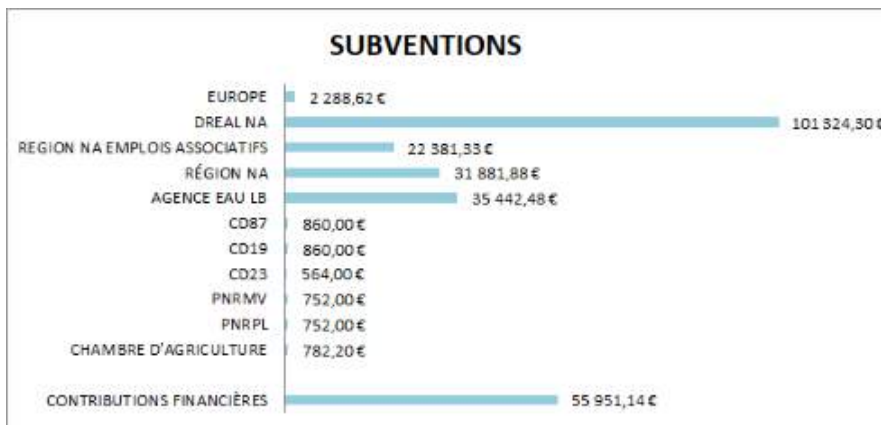 SUBVENTIONS
EUROPE 2 288,62 €
DREAL NA 101 324,30 €
REGION NA EMPLOIS ASSOCIATIFS 22 381,33 €
RÉGION NA 31 881,88 €
AGENCE EAU LB 35 442,48 €
CD87 860,00 €
CD19 860,00 €
CD23 564,00 €
PNRMV 752,00 €
PNRPL 752,00 €
CHAMBRE D'AGRICULTURE 782,20 €
CONTRIBUTIONS FINANCIÈRES 55 951,14 €